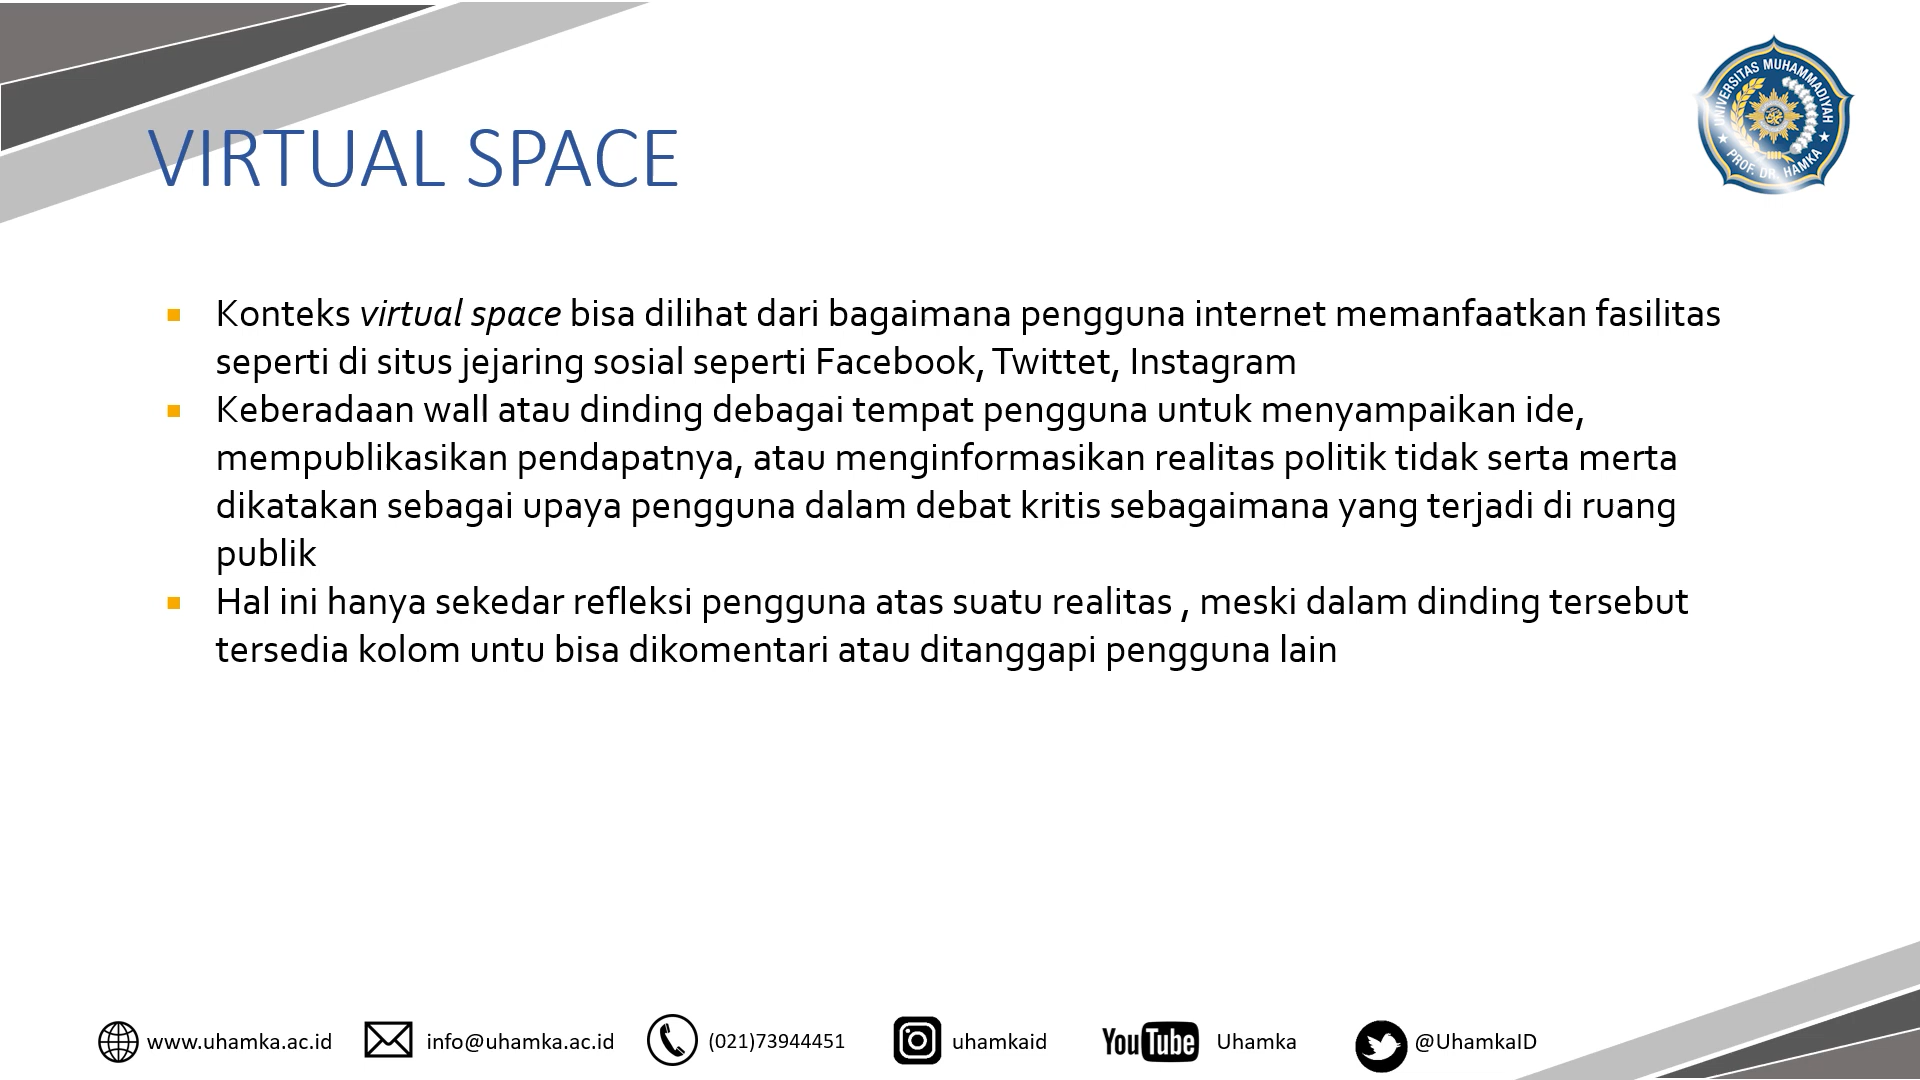 UNIVERSITAS MUHAMMADIYAH
PROF. DR. HAMKA
VIRTUAL SPACE
Konteks virtual space bisa dilihat dari bagaimana pengguna internet memanfaatkan fasilitas
seperti di situs jejaring sosial seperti Facebook, Twittet, Instagram
Keberadaan wall atau dinding debagai tempat pengguna untuk menyampaikan ide,
mempublikasikan pendapatnya, atau menginformasikan realitas politik tidak serta merta
dikatakan sebagai upaya pengguna dalam debat kritis sebagaimana yang terjadi di ruang
publik
Hal ini hanya sekedar refleksi pengguna atas suatu realitas , meski dalam dinding tersebut
tersedia kolom untu bisa dikomentari atau ditanggapi pengguna lain
www.uhamka.ac.id info@uhamka.ac.id (021)73944451 uhamkaid YouTube Uhamka @UhamkaID